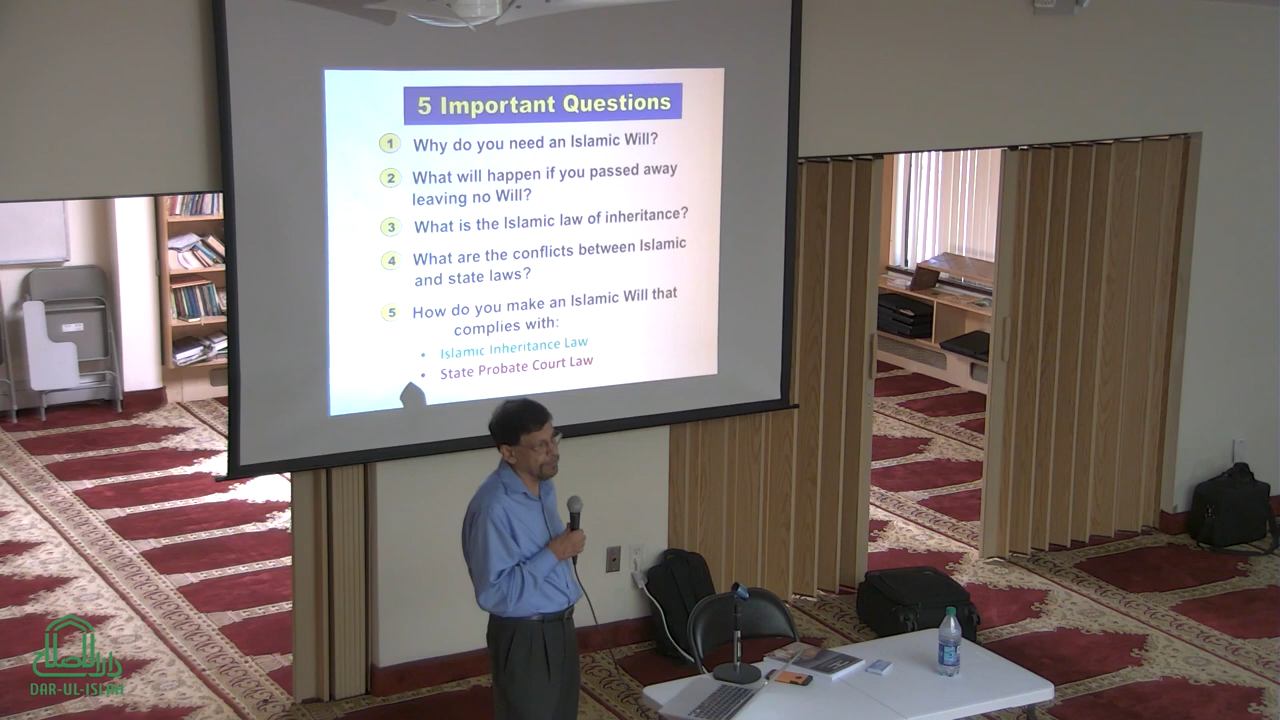 5 Important Questions
1 Why do you need an Islamic Will?
2 What will happen if you passed away
leaving no Will?
3 What is the Islamic law of inheritance?
4 What are the conflicts between Islamic
and state laws?
5 How do you make an Islamic Will that
complies with:
• Islamic Inheritance Law
• State Probate Court Law
دار الصلاح
DAR-UL-ISLAH